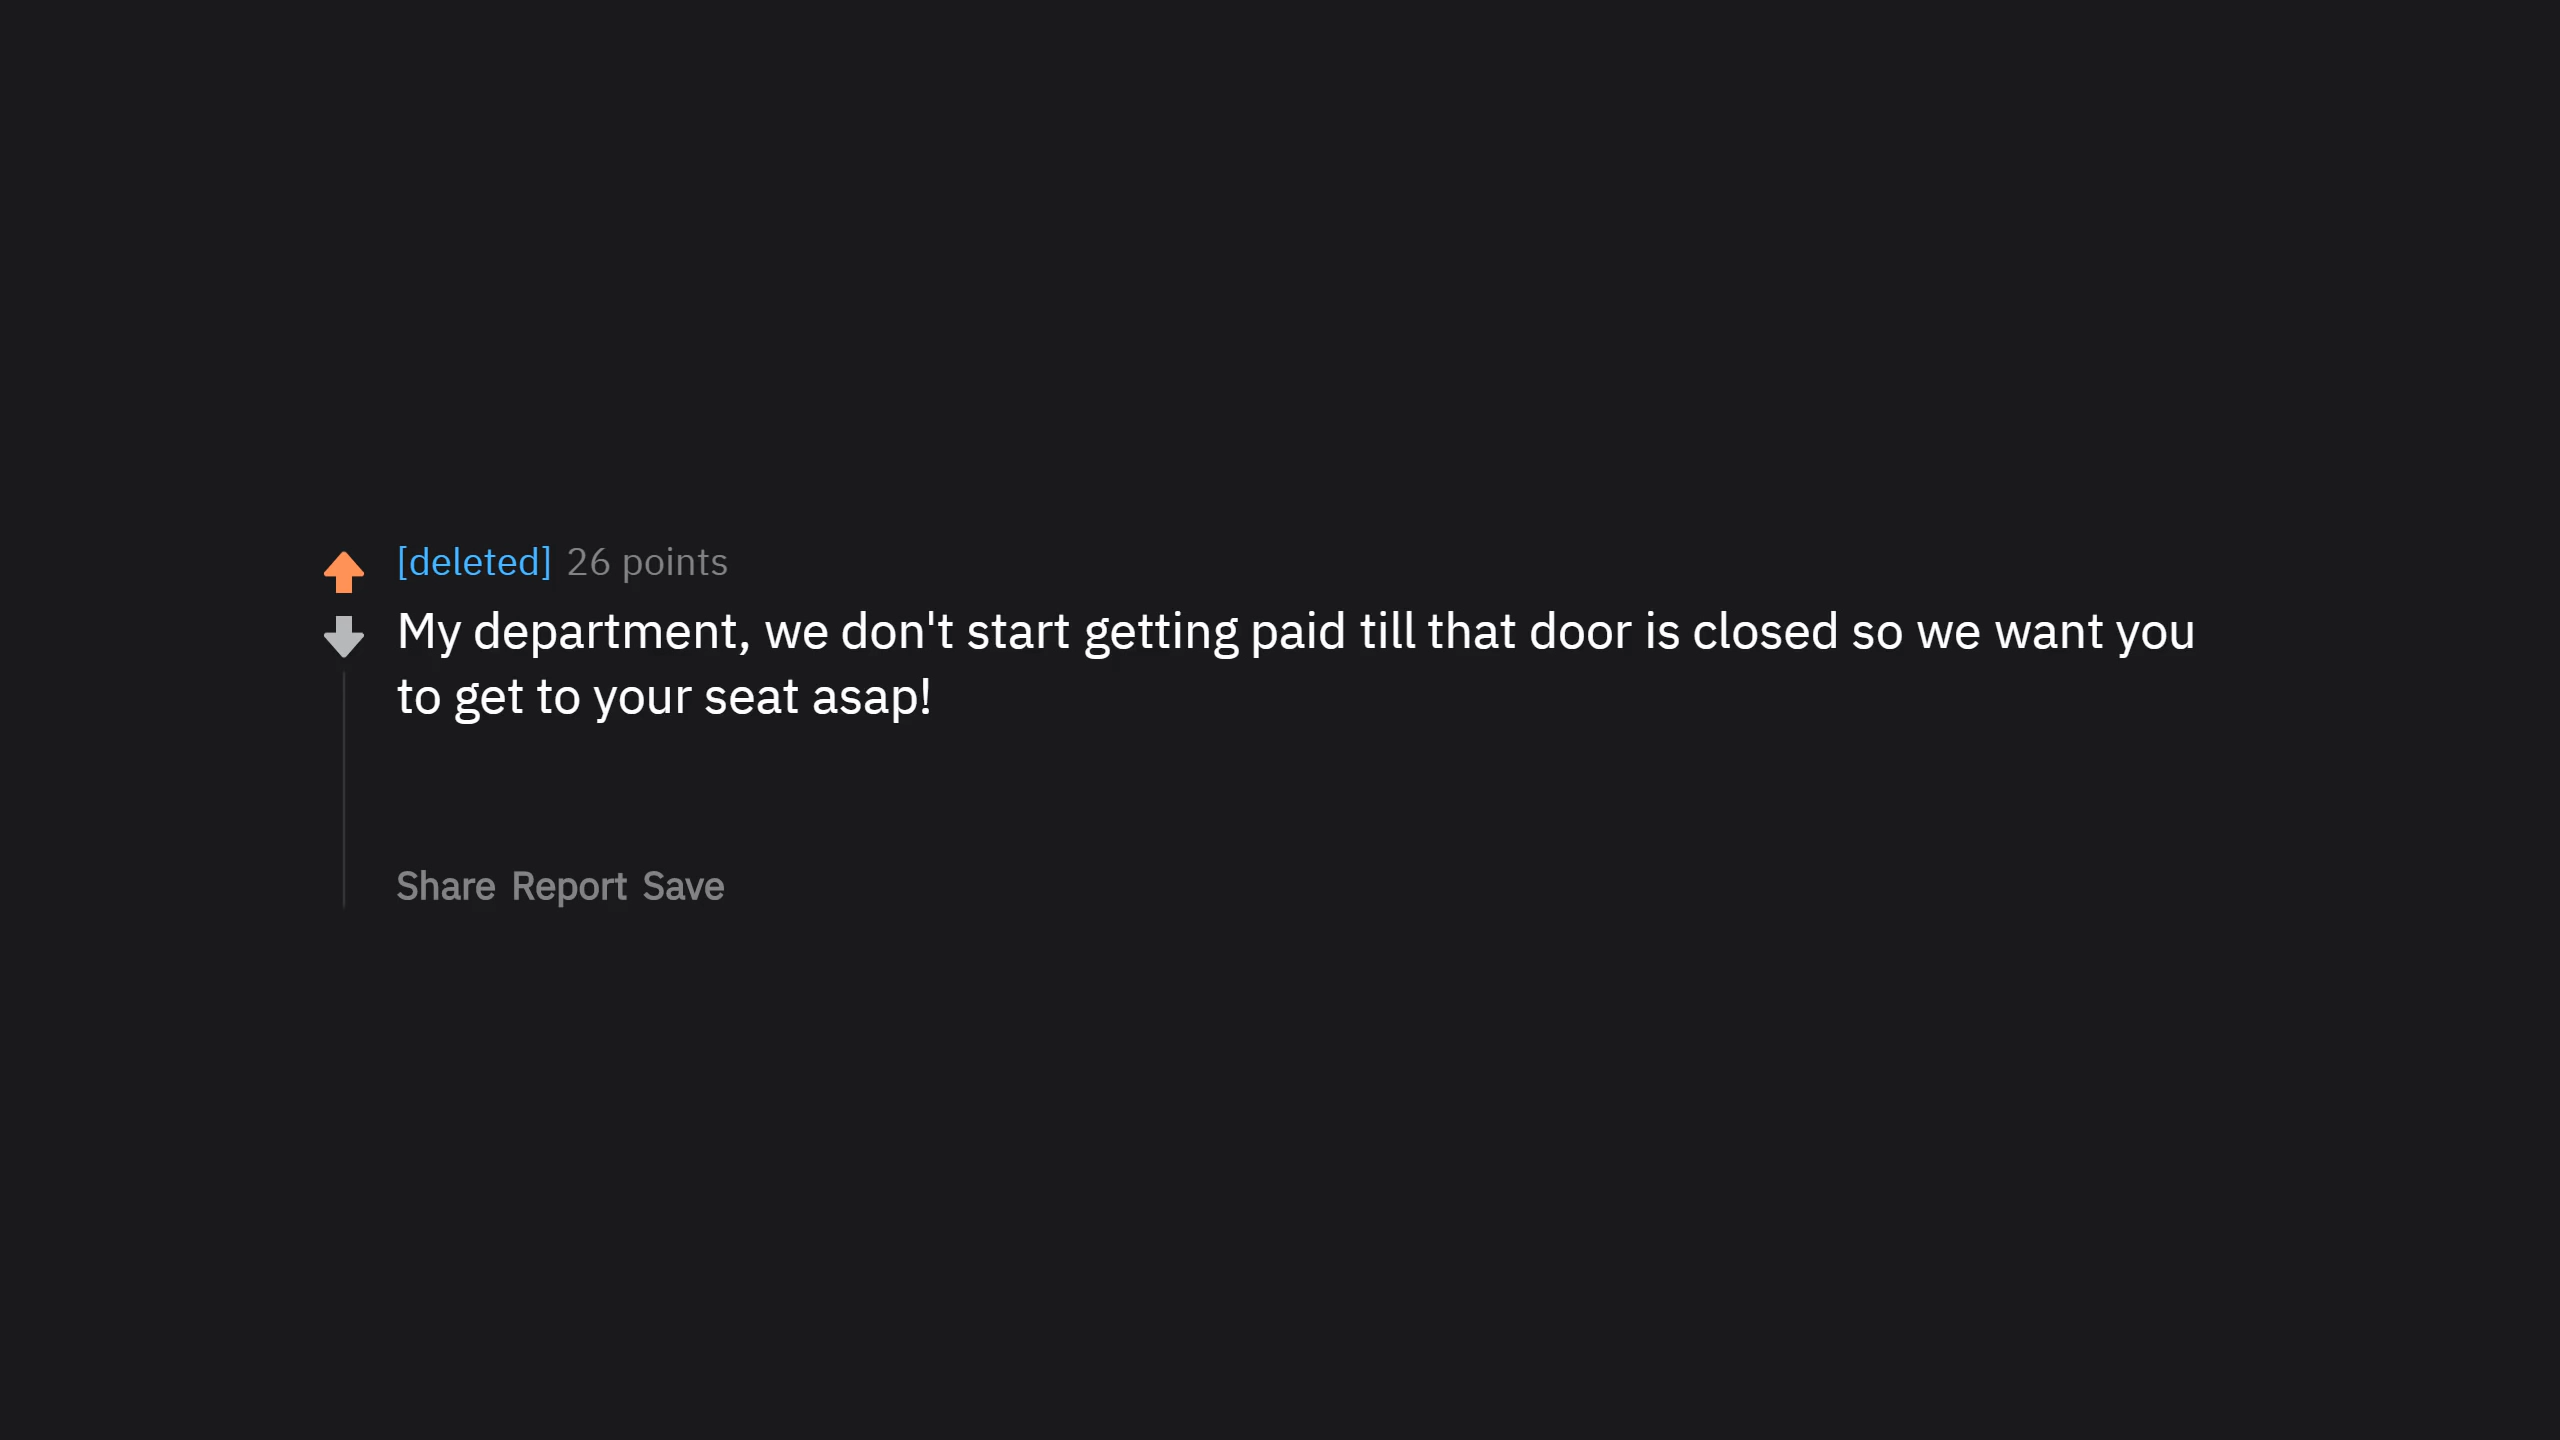 [deleted] 26 points
My department, we don't start getting paid till that door is closed so we want you
to get to your seat asap!
Share Report Save